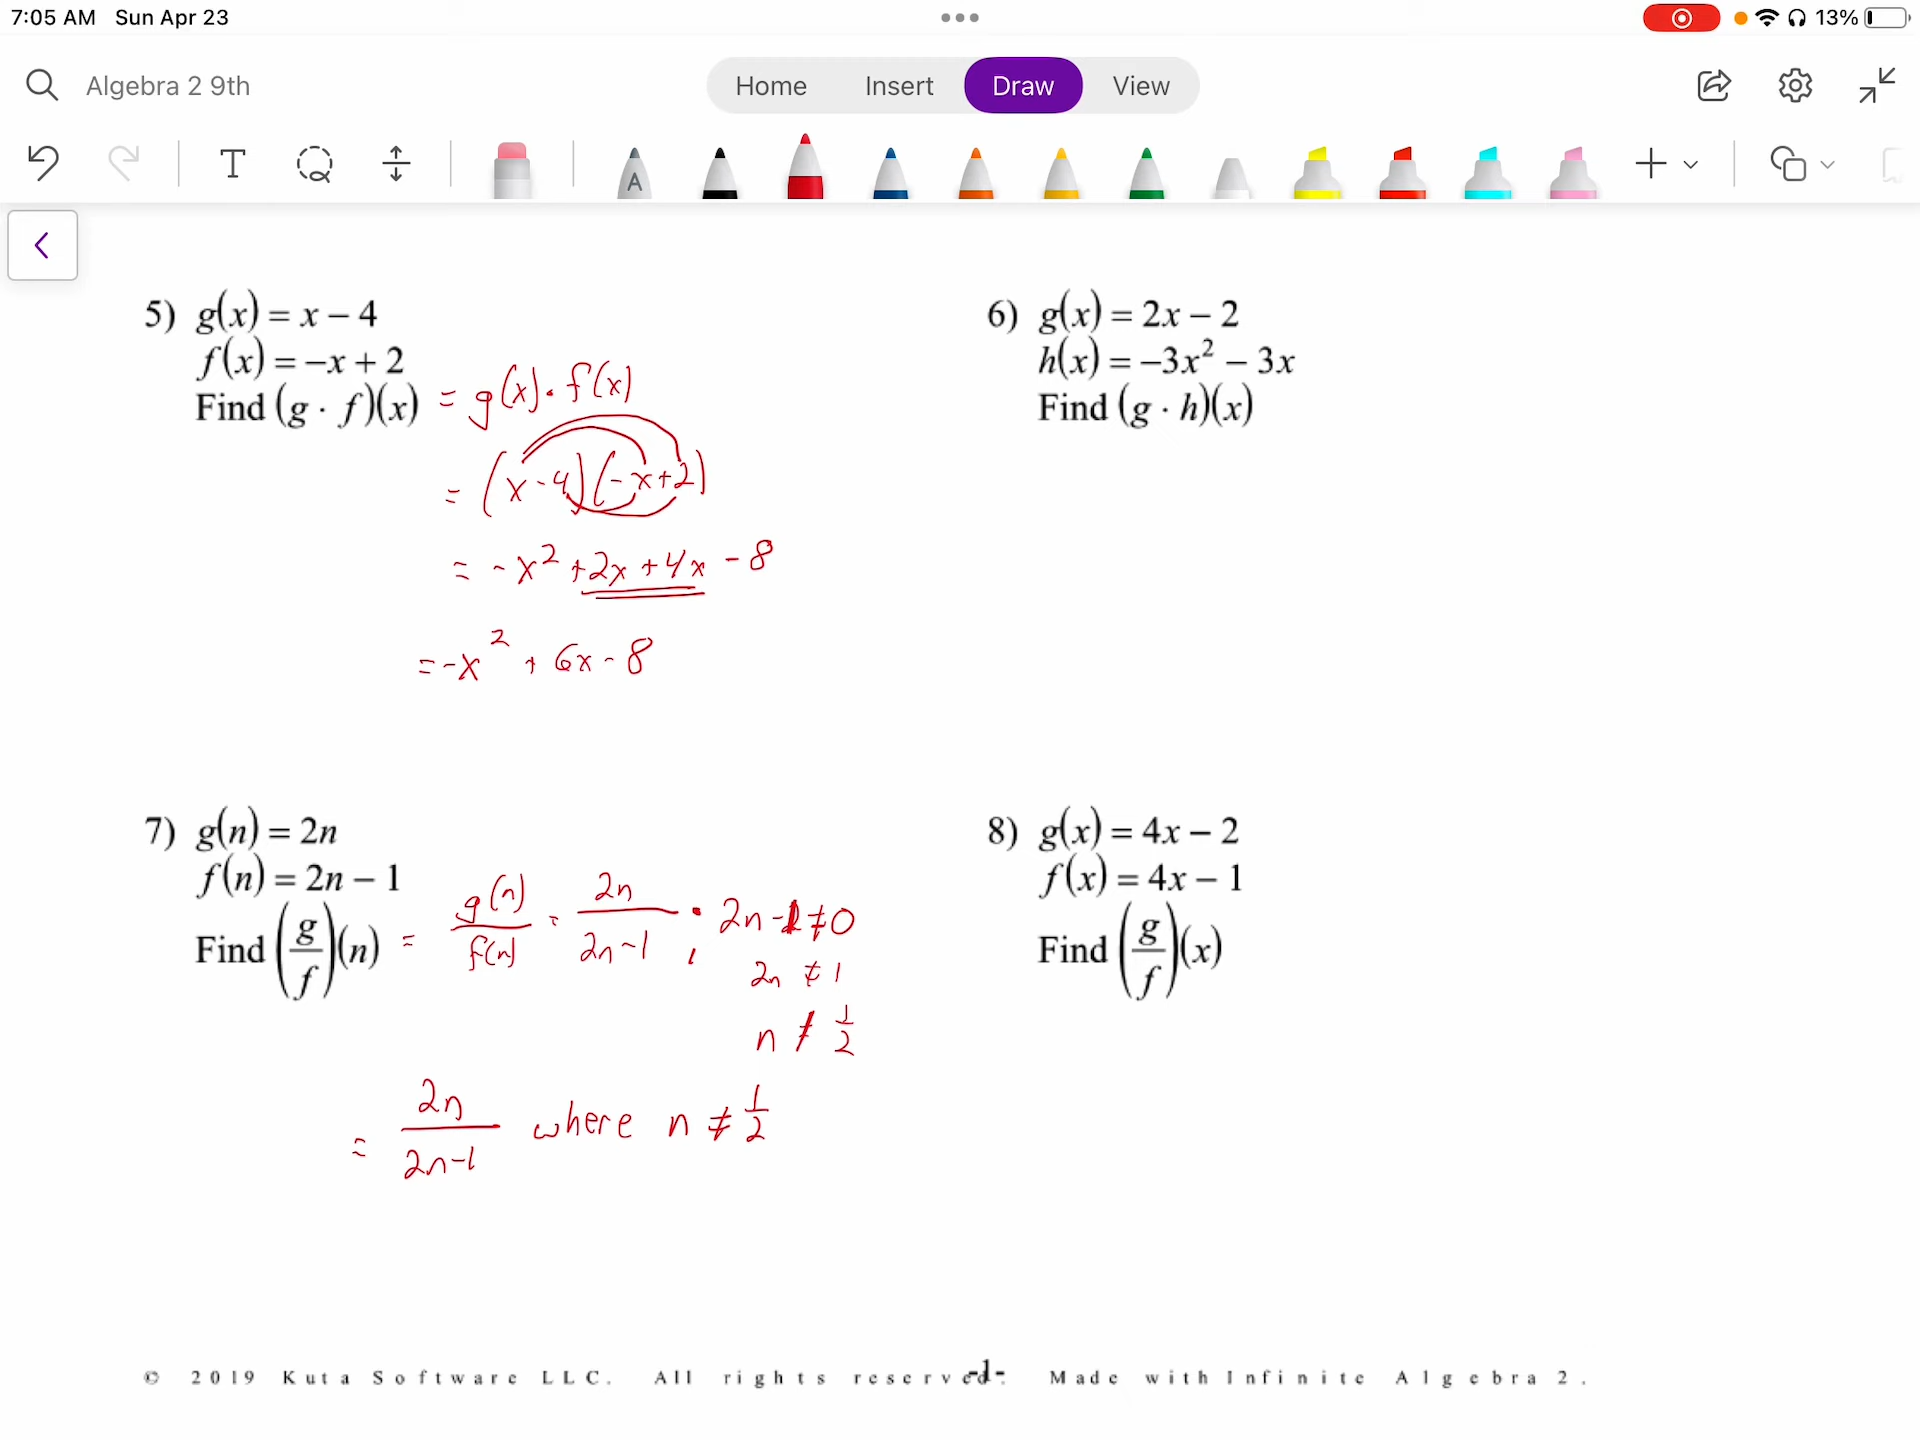 7:05 AM Sun Apr 23
13%
Algebra 2 9th
Home Insert Draw View
T
A
5) g(x) = x − 4
f(x) = −x + 2
Find (g · f)(x) = g(x) · f(x)
= (x - 4)(-x+2)
= -x² +2x +4x - 8
= -x² + 6x - 8
6) g(x) = 2x − 2
h(x) = −3x² − 3x
Find (g · h)(x)
7) g(n) = 2n
f(n) = 2n − 1
Find (g/f)(n) = g(n)/f(n) = 2n/2n-1 ; 2n-1≠0
2n ≠ 1
n ≠ 1/2
= 2n/2n-1 where n ≠ 1/2
8) g(x) = 4x − 2
f(x) = 4x − 1
Find (g/f)(x)
© 2019 Kuta Software LLC. All rights reserved. -1- Made with Infinite Algebra 2.